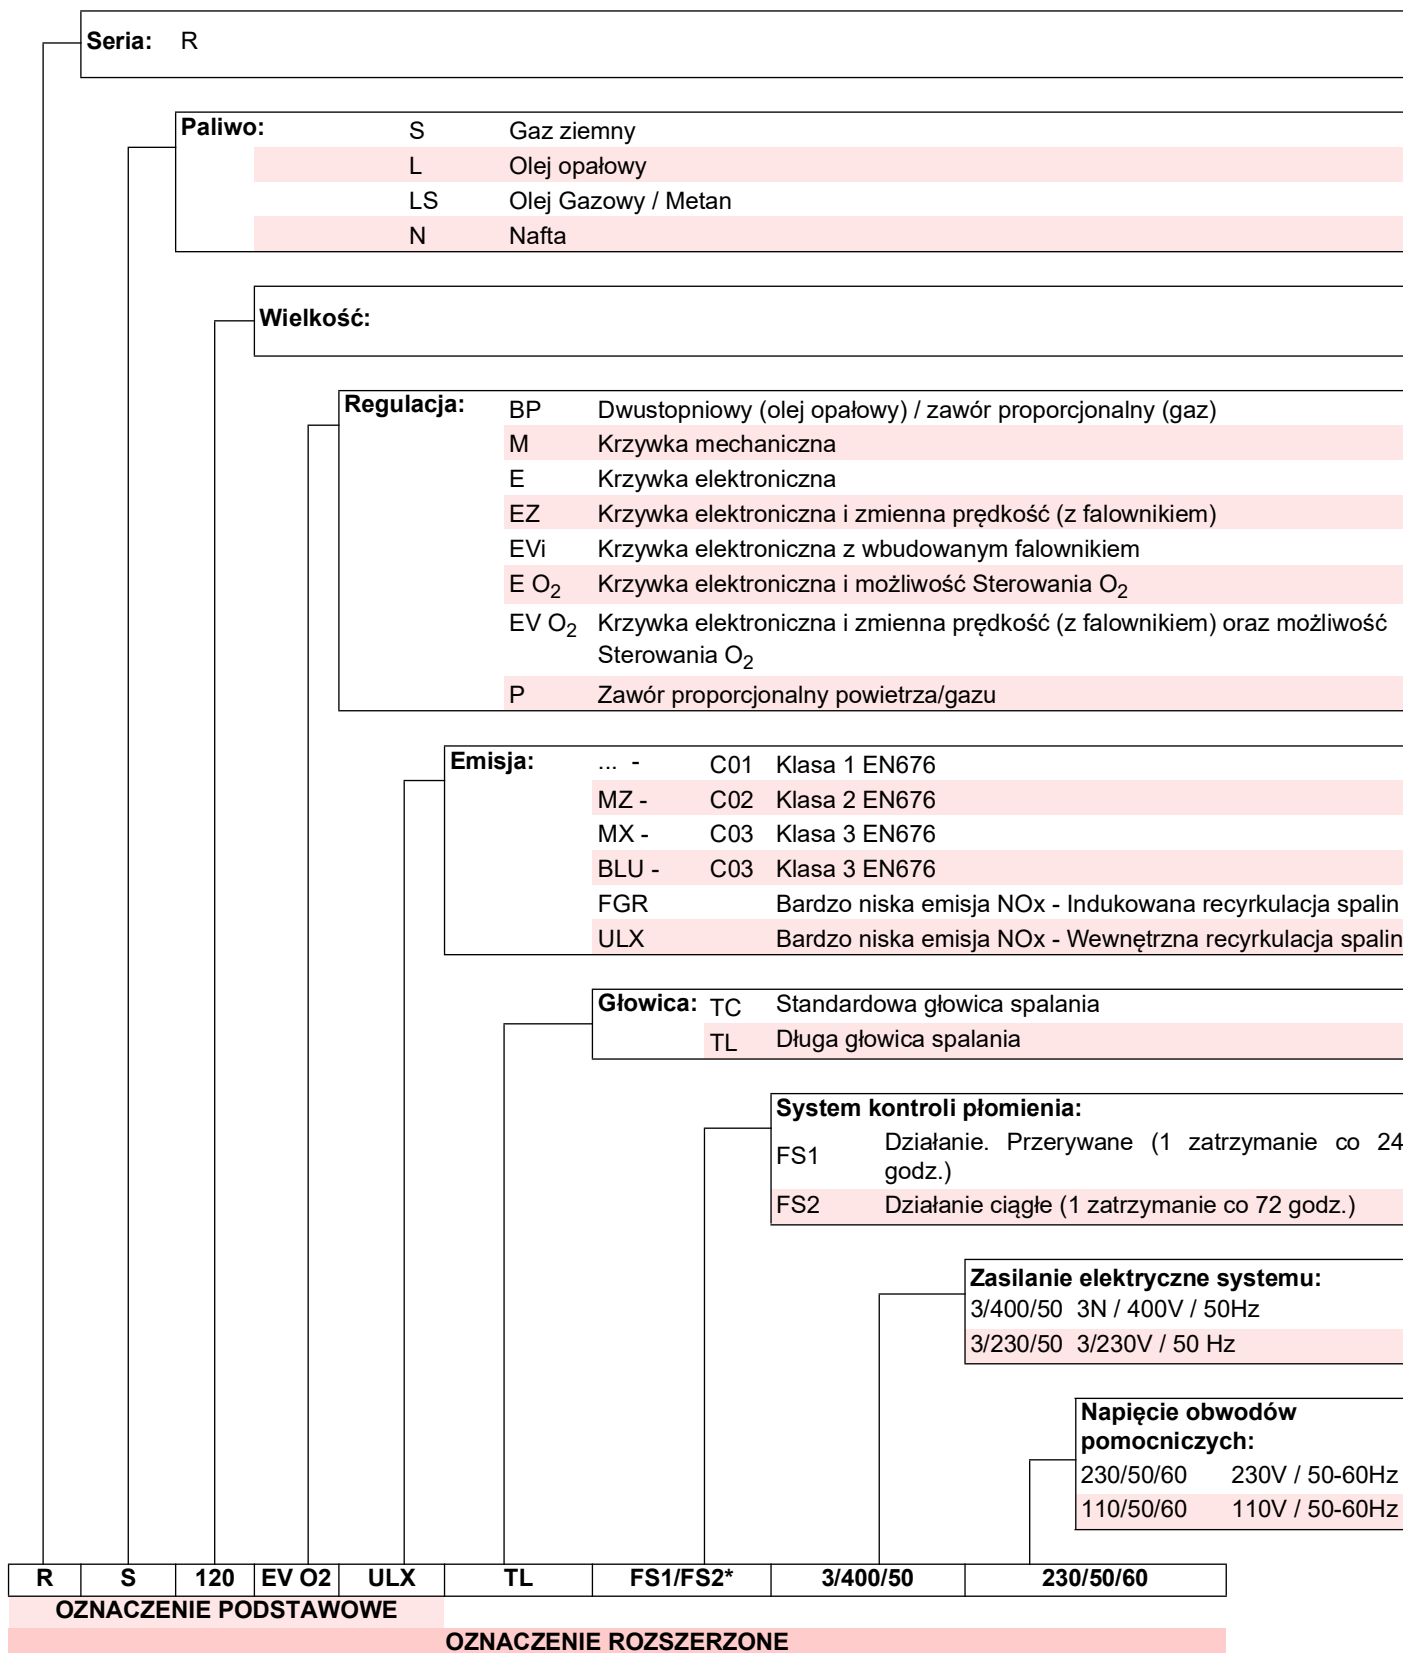 Seria: R
Paliwo: S Gaz ziemny
L Olej opałowy
LS Olej Gazowy / Metan
N Nafta
Wielkość:
Regulacja: BP Dwustopniowy (olej opałowy) / zawór proporcjonalny (gaz)
M Krzywka mechaniczna
E Krzywka elektroniczna
EZ Krzywka elektroniczna i zmienna prędkość (z falownikiem)
EVi Krzywka elektroniczna z wbudowanym falownikiem
E O2 Krzywka elektroniczna i możliwość Sterowania O2
EV O2 Krzywka elektroniczna i zmienna prędkość (z falownikiem) oraz możliwość
Sterowania O2
P Zawór proporcjonalny powietrza/gazu
Emisja: ... - C01 Klasa 1 EN676
MZ - C02 Klasa 2 EN676
MX - C03 Klasa 3 EN676
BLU - C03 Klasa 3 EN676
FGR Bardzo niska emisja NOx - Indukowana recyrkulacja spalin
ULX Bardzo niska emisja NOx - Wewnętrzna recyrkulacja spalin
Głowica: TC Standardowa głowica spalania
TL Długa głowica spalania
System kontroli płomienia:
FS1 Działanie. Przerywane (1 zatrzymanie co 24
godz.)
FS2 Działanie ciągłe (1 zatrzymanie co 72 godz.)
Zasilanie elektryczne systemu:
3/400/50 3N / 400V / 50Hz
3/230/50 3/230V / 50 Hz
Napięcie obwodów
pomocniczych:
230/50/60 230V / 50-60Hz
110/50/60 110V / 50-60Hz
R S 120 EV O2 ULX TL FS1/FS2* 3/400/50 230/50/60
OZNACZENIE PODSTAWOWE
OZNACZENIE ROZSZERZONE